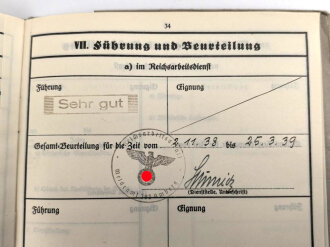 34
VII. Führung und Beurteilung
a) im Reichsarbeitsdienst
Führung Eignung
Sehr gut
Gesamt-Beurteilung für die Zeit vom 2.11.38 bis 25.3.39
(Dienststelle, Unterschrift)
Führung Eignung